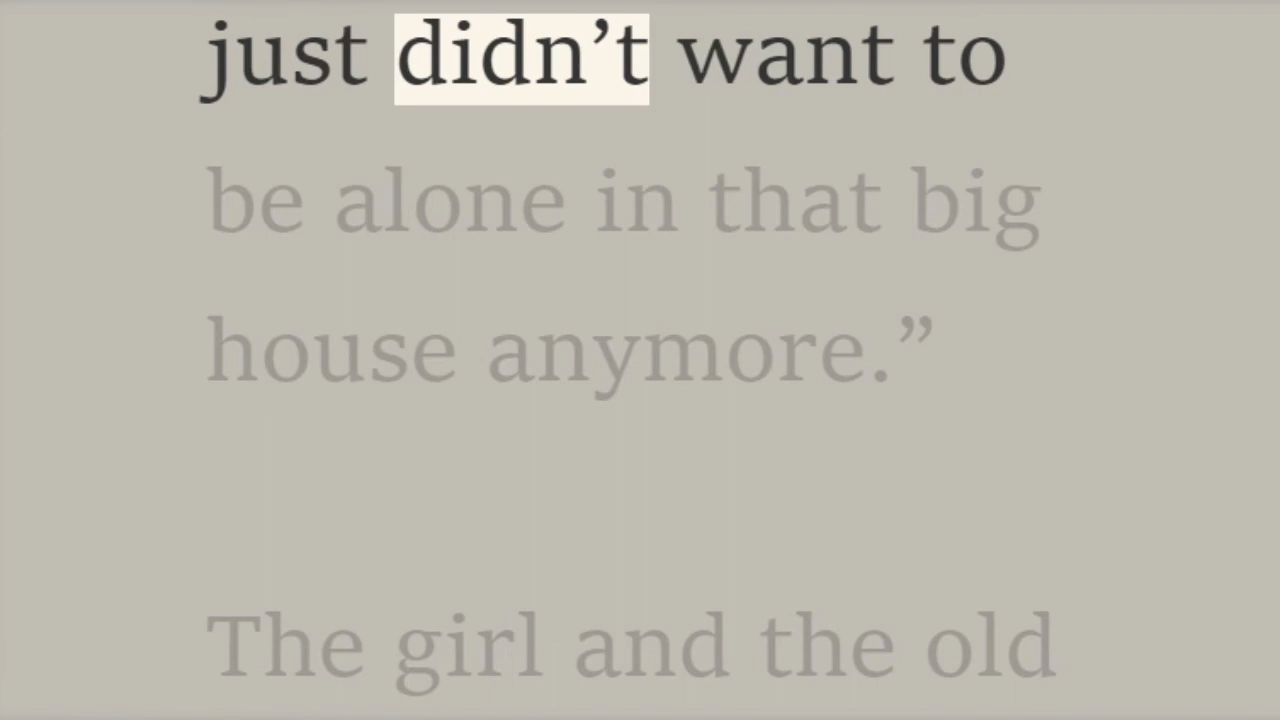 just didn’t want to
be alone in that big
house anymore.”
The girl and the old